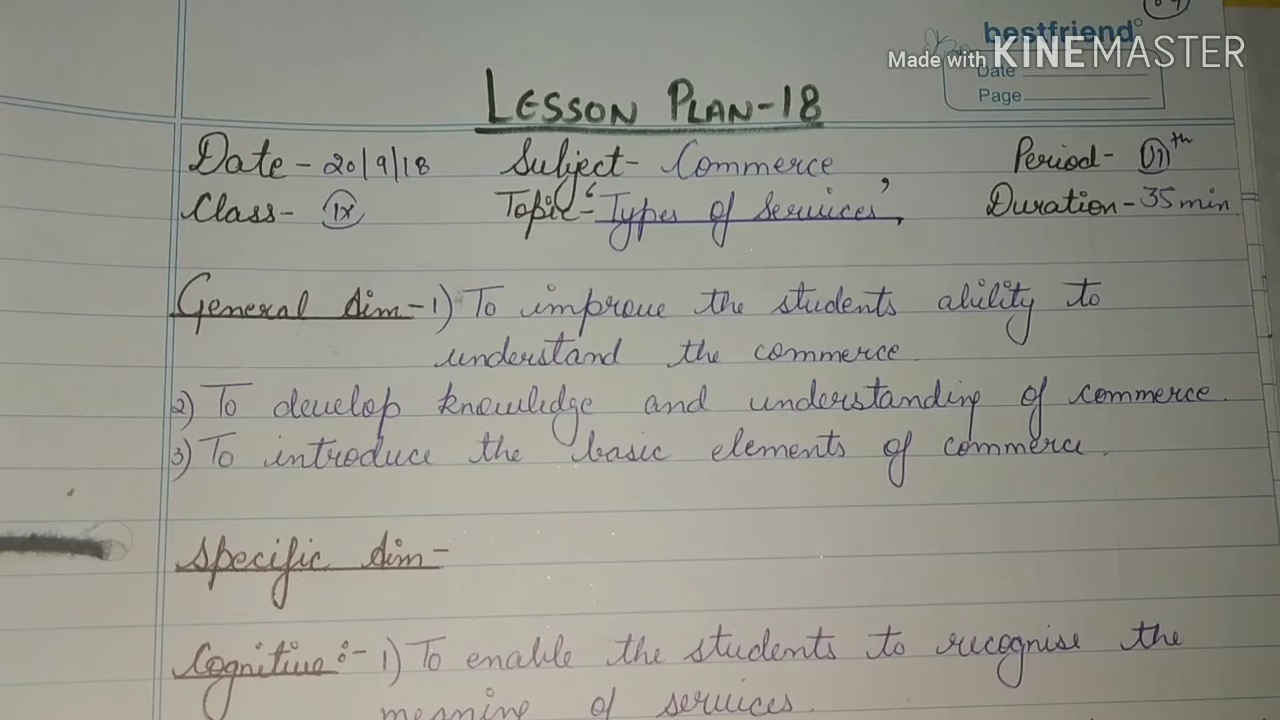 bestfriend
Made with KINEMASTER
Date
Page
LESSON PLAN-18
Date - 20/9/18 Subject- Commerce Period- th
Class- IX Topic- 'Types of Services' Duration - 35 min
General Aim - 1) To improve the students ability to
understand the commerce.
2) To develop knowledge and understanding of commerce.
3) To introduce the basic elements of commerce.
Specific Aim -
Cognitive :- 1) To enable the students to recognise the
meaning of services.